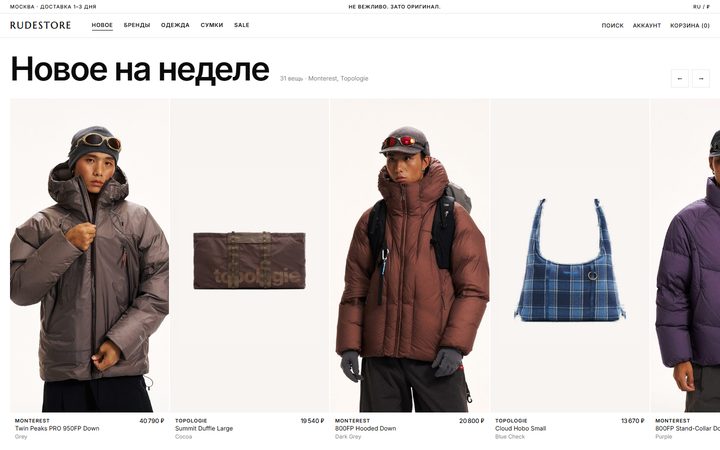 МОСКВА · ДОСТАВКА 1–3 ДНЯ
НЕ ВЕЖЛИВО. ЗАТО ОРИГИНАЛ.
RU / ₽
RUDESTORE
НОВОЕ БРЕНДЫ ОДЕЖДА СУМКИ SALE
ПОИСК АККАУНТ КОРЗИНА (0)
Новое на неделе
31 вещь · Monterest, Topologie
← →
topologie
MONTEREST 40 790 ₽
Twin Peaks PRO 950FP Down
Grey
TOPOLOGIE 19 540 ₽
Summit Duffle Large
Cocoa
MONTEREST 20 800 ₽
800FP Hooded Down
Dark Grey
TOPOLOGIE 13 670 ₽
Cloud Hobo Small
Blue Check
MONTEREST
800FP Stand-Collar Do
Purple